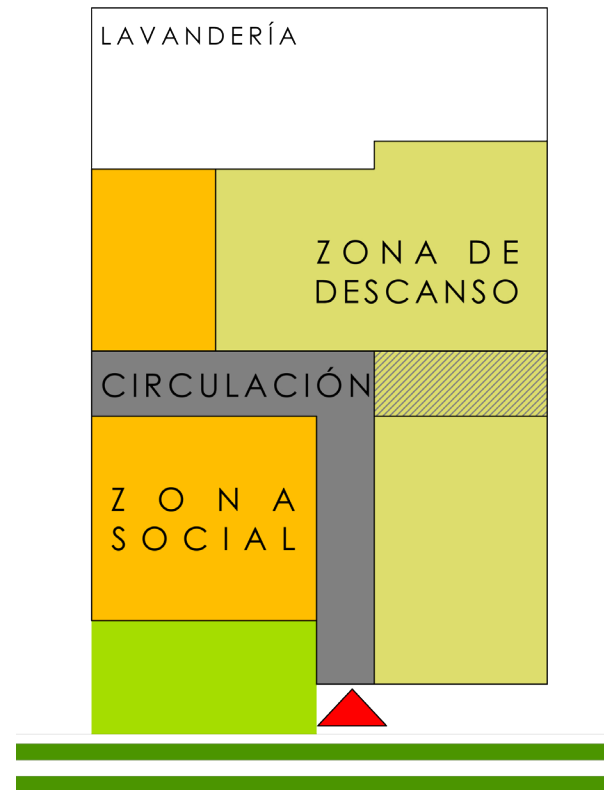 LAVANDERÍA
ZONA DE
DESCANSO
CIRCULACIÓN
ZONA
SOCIAL